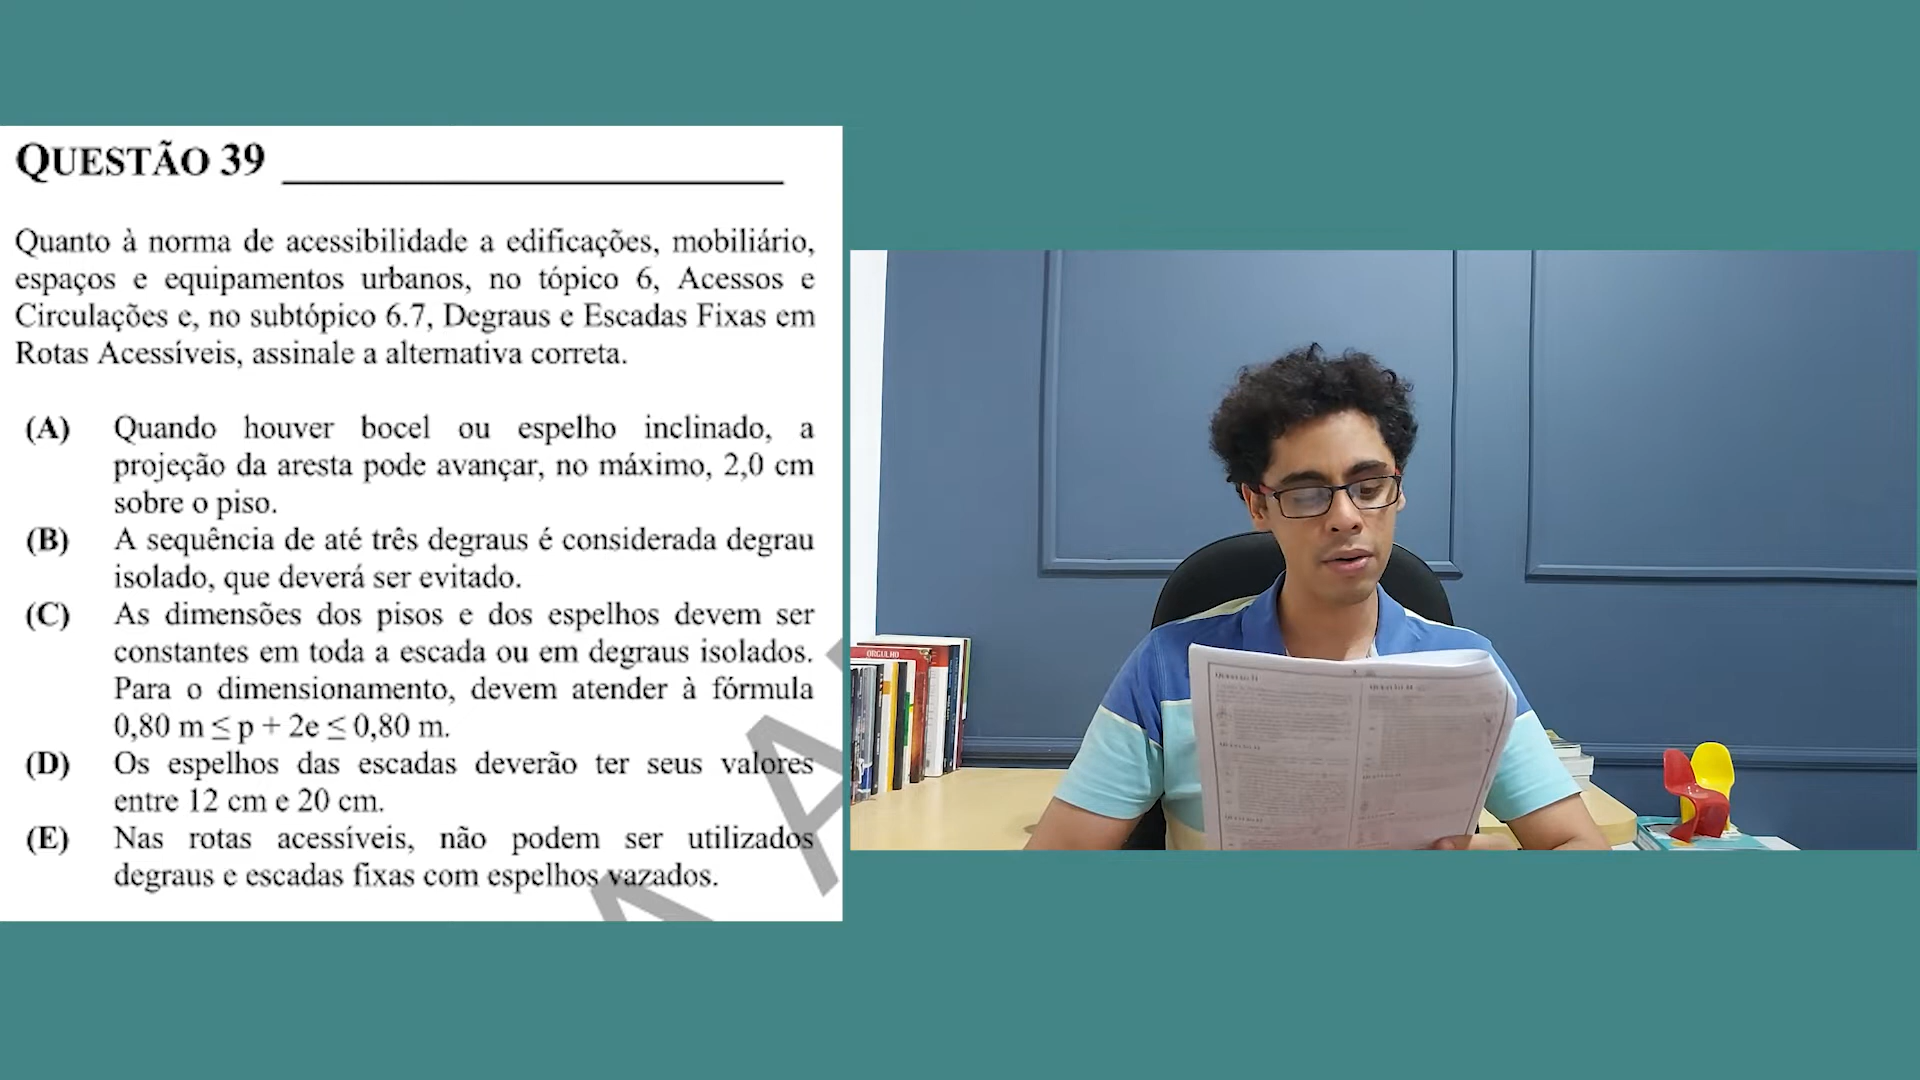 QUESTÃO 39
Quanto à norma de acessibilidade a edificações, mobiliário,
espaços e equipamentos urbanos, no tópico 6, Acessos e
Circulações e, no subtópico 6.7, Degraus e Escadas Fixas em
Rotas Acessíveis, assinale a alternativa correta.
(A) Quando houver bocel ou espelho inclinado, a
projeção da aresta pode avançar, no máximo, 2,0 cm
sobre o piso.
(B) A sequência de até três degraus é considerada degrau
isolado, que deverá ser evitado.
(C) As dimensões dos pisos e dos espelhos devem ser
constantes em toda a escada ou em degraus isolados.
Para o dimensionamento, devem atender à fórmula
0,80 m ≤ p + 2e ≤ 0,80 m.
(D) Os espelhos das escadas deverão ter seus valores
entre 12 cm e 20 cm.
(E) Nas rotas acessíveis, não podem ser utilizados
degraus e escadas fixas com espelhos vazados.
ORGULHO